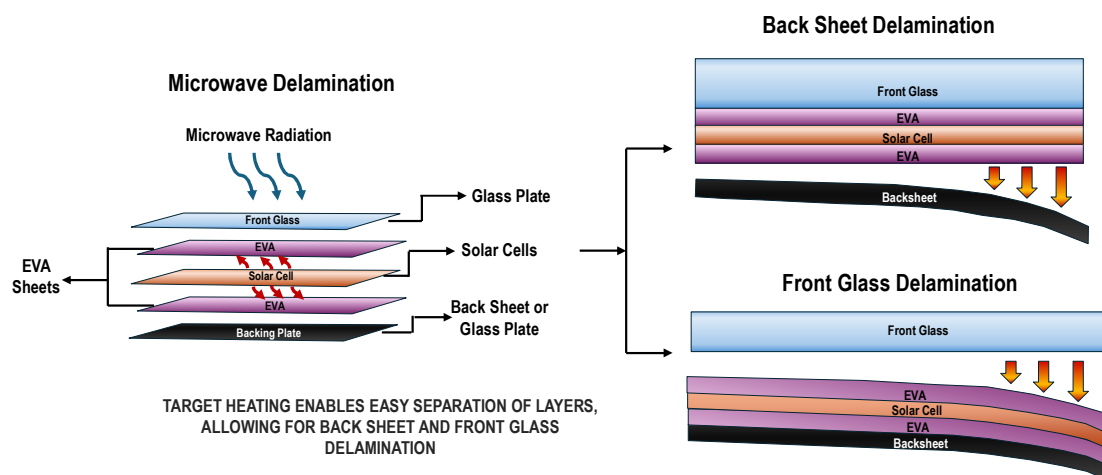 Microwave Delamination
Microwave Radiation
Front Glass
Glass Plate
EVA
EVA
Sheets
Solar Cell
Solar Cells
EVA
Backing Plate
Back Sheet or
Glass Plate
TARGET HEATING ENABLES EASY SEPARATION OF LAYERS,
ALLOWING FOR BACK SHEET AND FRONT GLASS
DELAMINATION
Back Sheet Delamination
Front Glass
EVA
Solar Cell
EVA
Backsheet
Front Glass Delamination
Front Glass
EVA
Solar Cell
EVA
Backsheet